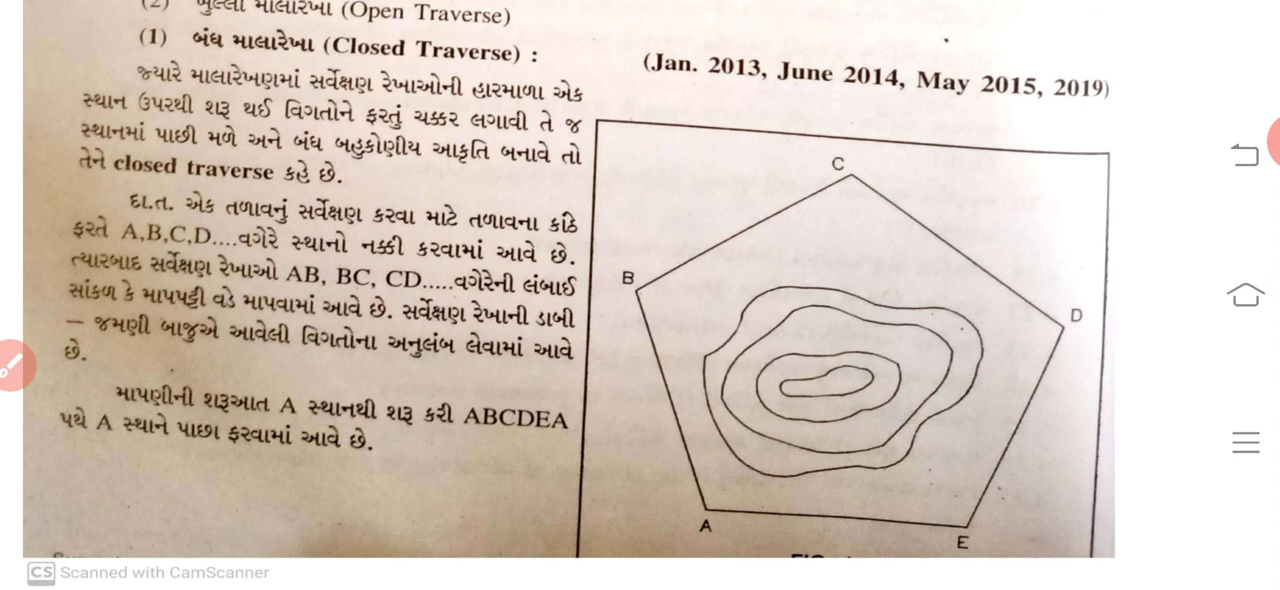 (2) ખુલ્લી માલારેખા (Open Traverse)
(1) બંધ માલારેખા (Closed Traverse) :
(Jan. 2013, June 2014, May 2015, 2019)
જ્યારે માલારેખણમાં સર્વેક્ષણ રેખાઓની હારમાળા એક
સ્થાન ઉપરથી શરૂ થઈ વિગતોને ફરતું ચક્કર લગાવી તે જ
સ્થાનમાં પાછી મળે અને બંધ બહુકોણીય આકૃતિ બનાવે તો
તેને closed traverse કહે છે.
દા.ત. એક તળાવનું સર્વેક્ષણ કરવા માટે તળાવના કાંઠે
ફરતે A,B,C,D....વગેરે સ્થાનો નક્કી કરવામાં આવે છે.
ત્યારબાદ સર્વેક્ષણ રેખાઓ AB, BC, CD.....વગેરેની લંબાઈ
સાંકળ કે માપપટ્ટી વડે માપવામાં આવે છે. સર્વેક્ષણ રેખાની ડાબી
– જમણી બાજુએ આવેલી વિગતોના અનુલંબ લેવામાં આવે
છે.
માપણીની શરૂઆત A સ્થાનથી શરૂ કરી ABCDEA
પથે A સ્થાને પાછા ફરવામાં આવે છે.
C
B
D
A
E
CS Scanned with CamScanner